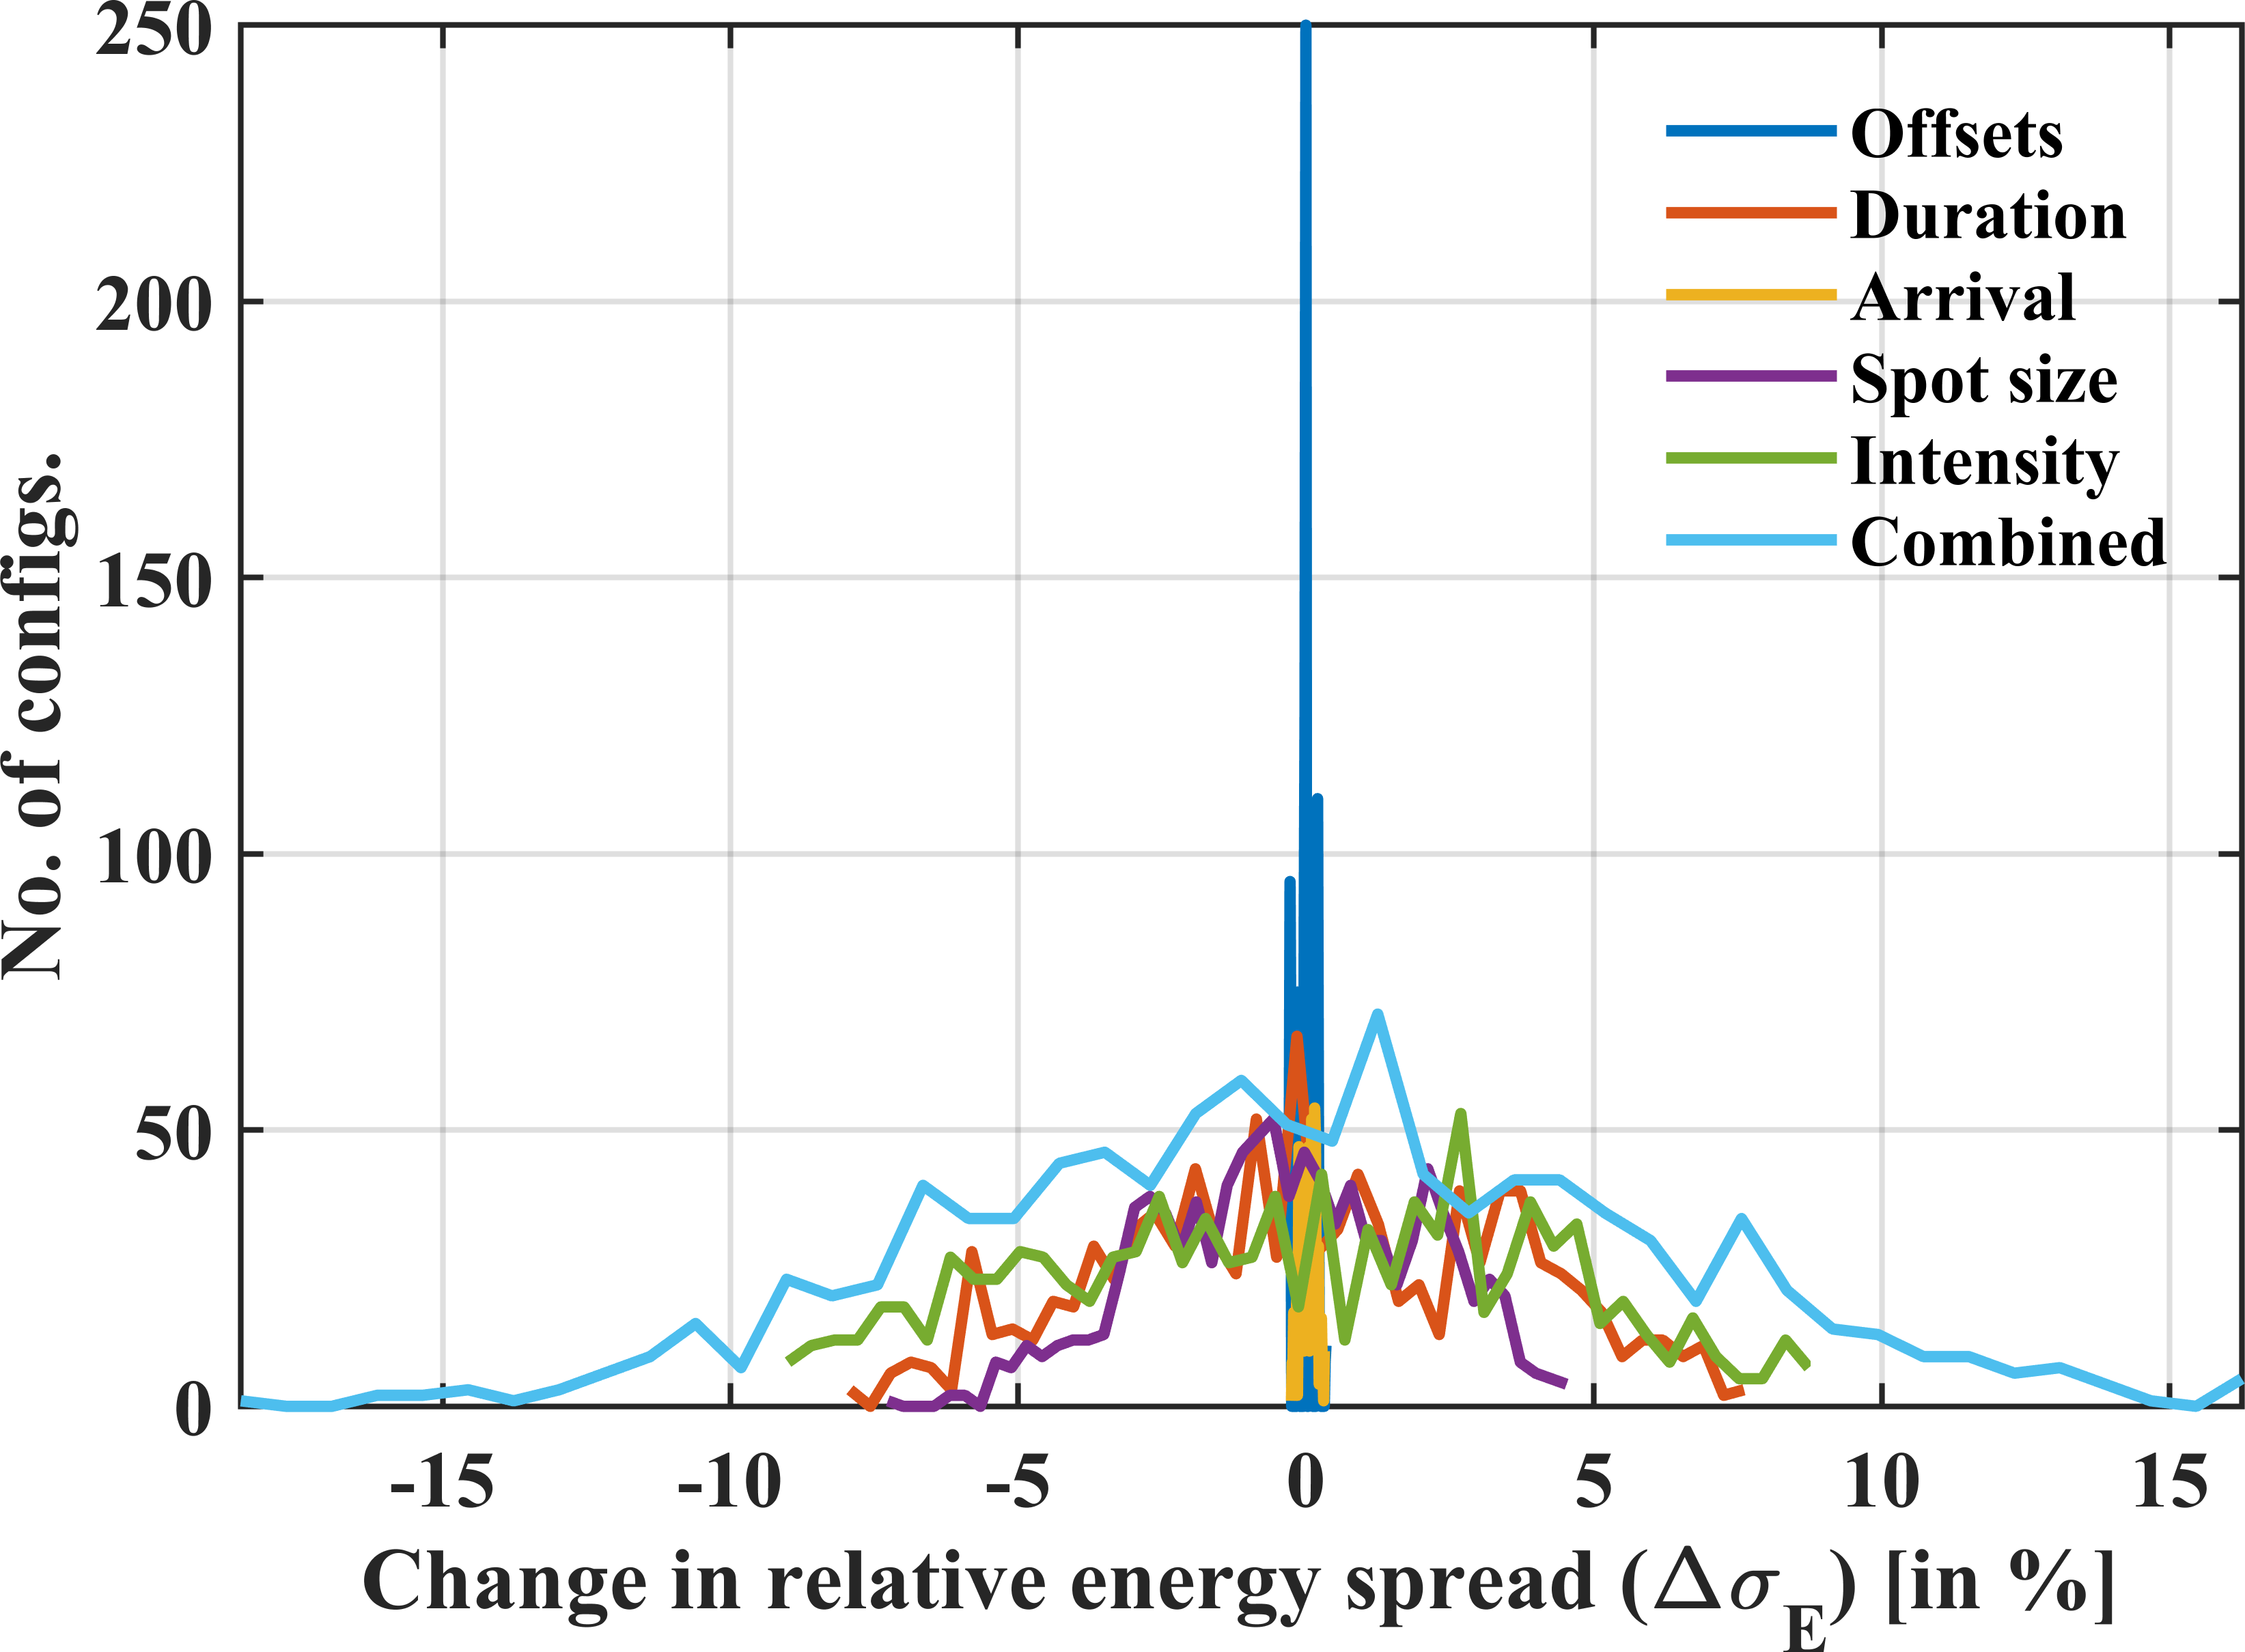 250
200
150
100
50
0
No. of configs.
Offsets
Duration
Arrival
Spot size
Intensity
Combined
-15 -10 -5 0 5 10 15
Change in relative energy spread (Δσ_E) [in %]